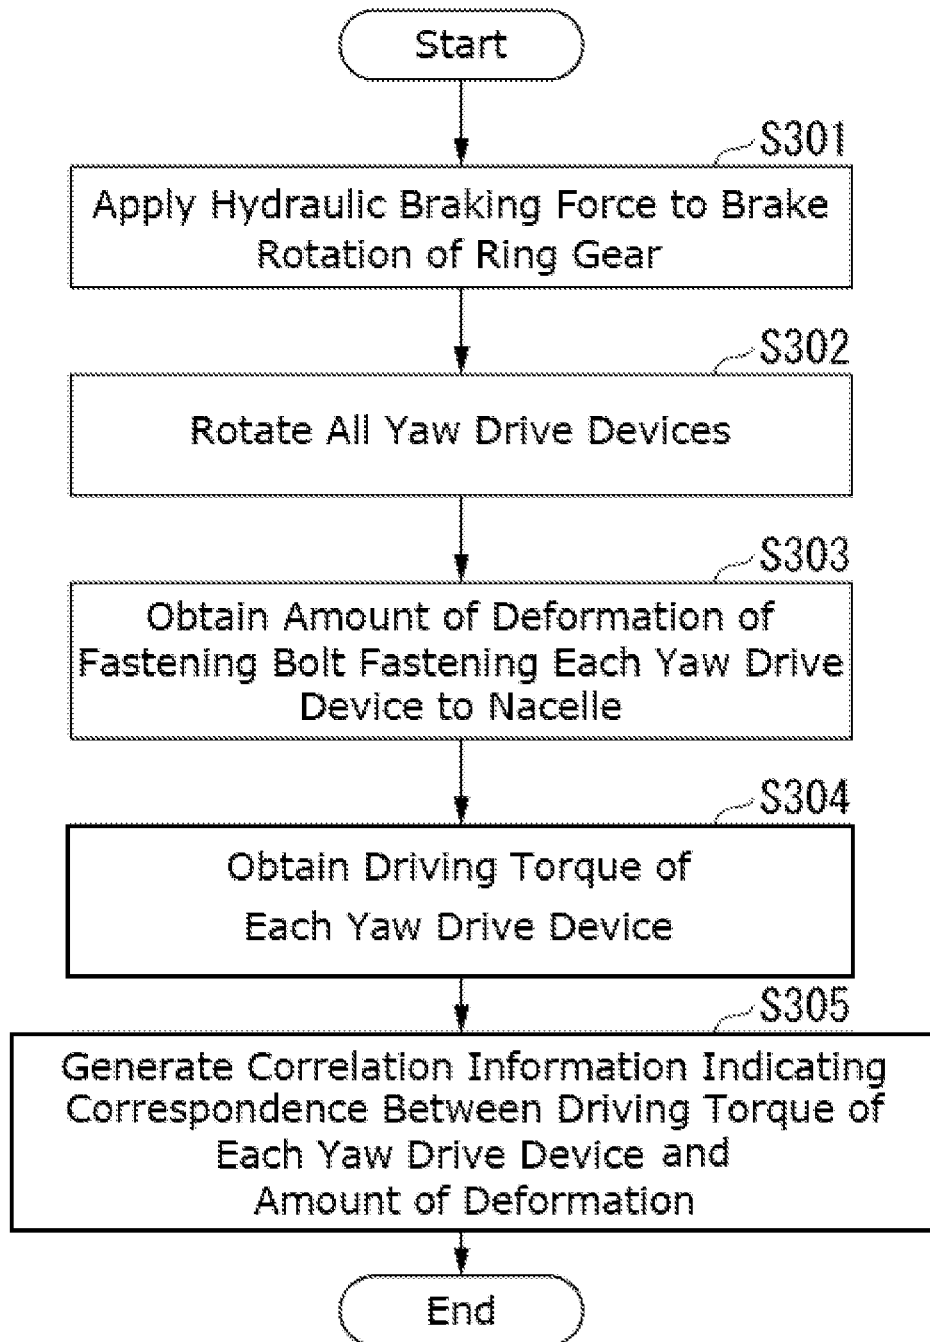 Start
S301
Apply Hydraulic Braking Force to Brake
Rotation of Ring Gear
S302
Rotate All Yaw Drive Devices
S303
Obtain Amount of Deformation of
Fastening Bolt Fastening Each Yaw Drive
Device to Nacelle
S304
Obtain Driving Torque of
Each Yaw Drive Device
S305
Generate Correlation Information Indicating
Correspondence Between Driving Torque of
Each Yaw Drive Device and
Amount of Deformation
End